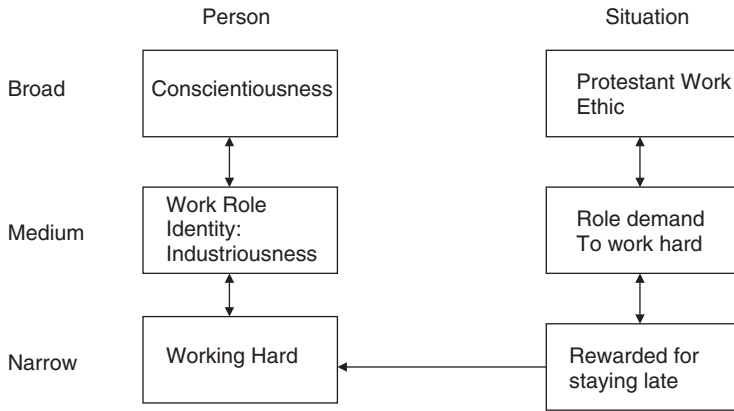 Person
Situation
Broad
Conscientiousness
Protestant Work
Ethic
Medium
Work Role
Identity:
Industriousness
Role demand
To work hard
Narrow
Working Hard
Rewarded for
staying late